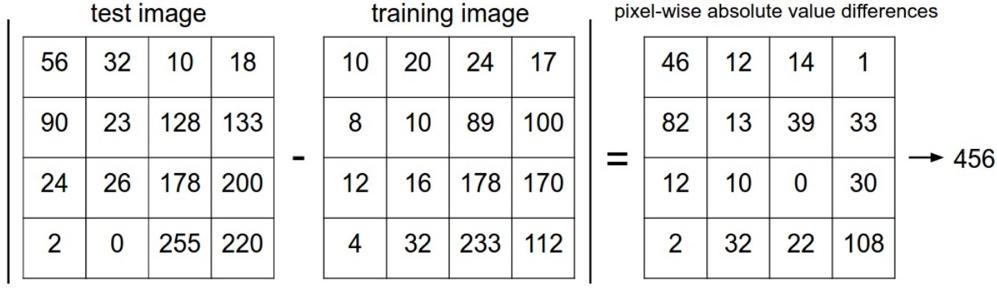 test image training image pixel-wise absolute value differences
56 32 10 18 10 20 24 17 46 12 14 1
90 23 128 133 8 10 89 100 82 13 39 33
- = → 456
24 26 178 200 12 16 178 170 12 10 0 30
2 0 255 220 4 32 233 112 2 32 22 108